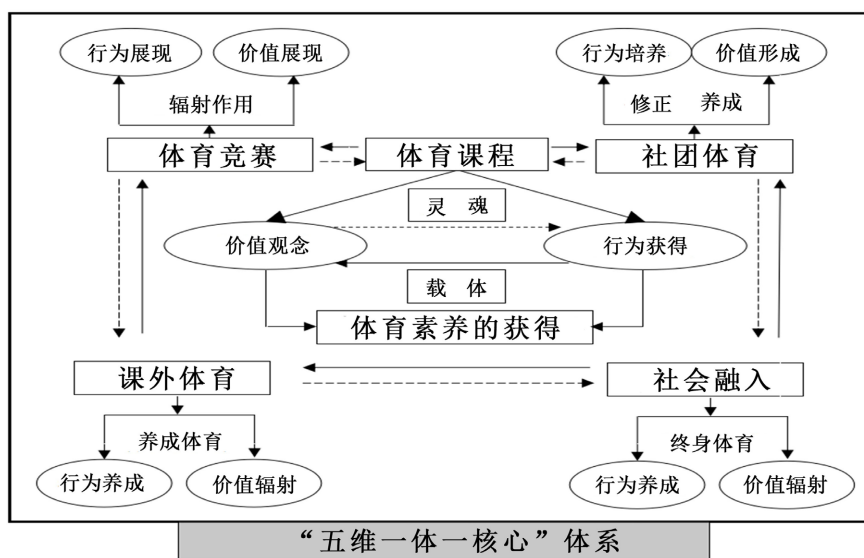 行为展现
价值展现
行为培养
价值形成
辐射作用
修正
养成
体育竞赛
体育课程
社团体育
灵 魂
价值观念
行为获得
载 体
体育素养的获得
课外体育
社会融入
养成体育
终身体育
行为养成
价值辐射
行为养成
价值辐射
“五维一体一核心”体系